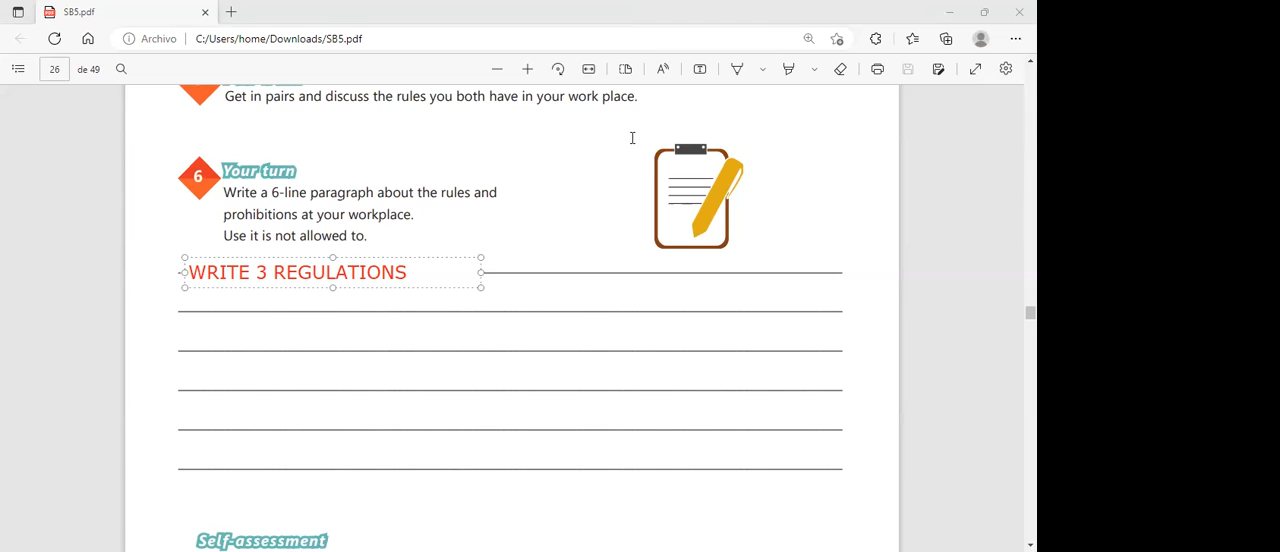 SB5.pdf
Archivo
C:/Users/home/Downloads/SB5.pdf
26
de 49
Get in pairs and discuss the rules you both have in your work place.
6
Your turn
Write a 6-line paragraph about the rules and
prohibitions at your workplace.
Use it is not allowed to.
WRITE 3 REGULATIONS
Self-assessment